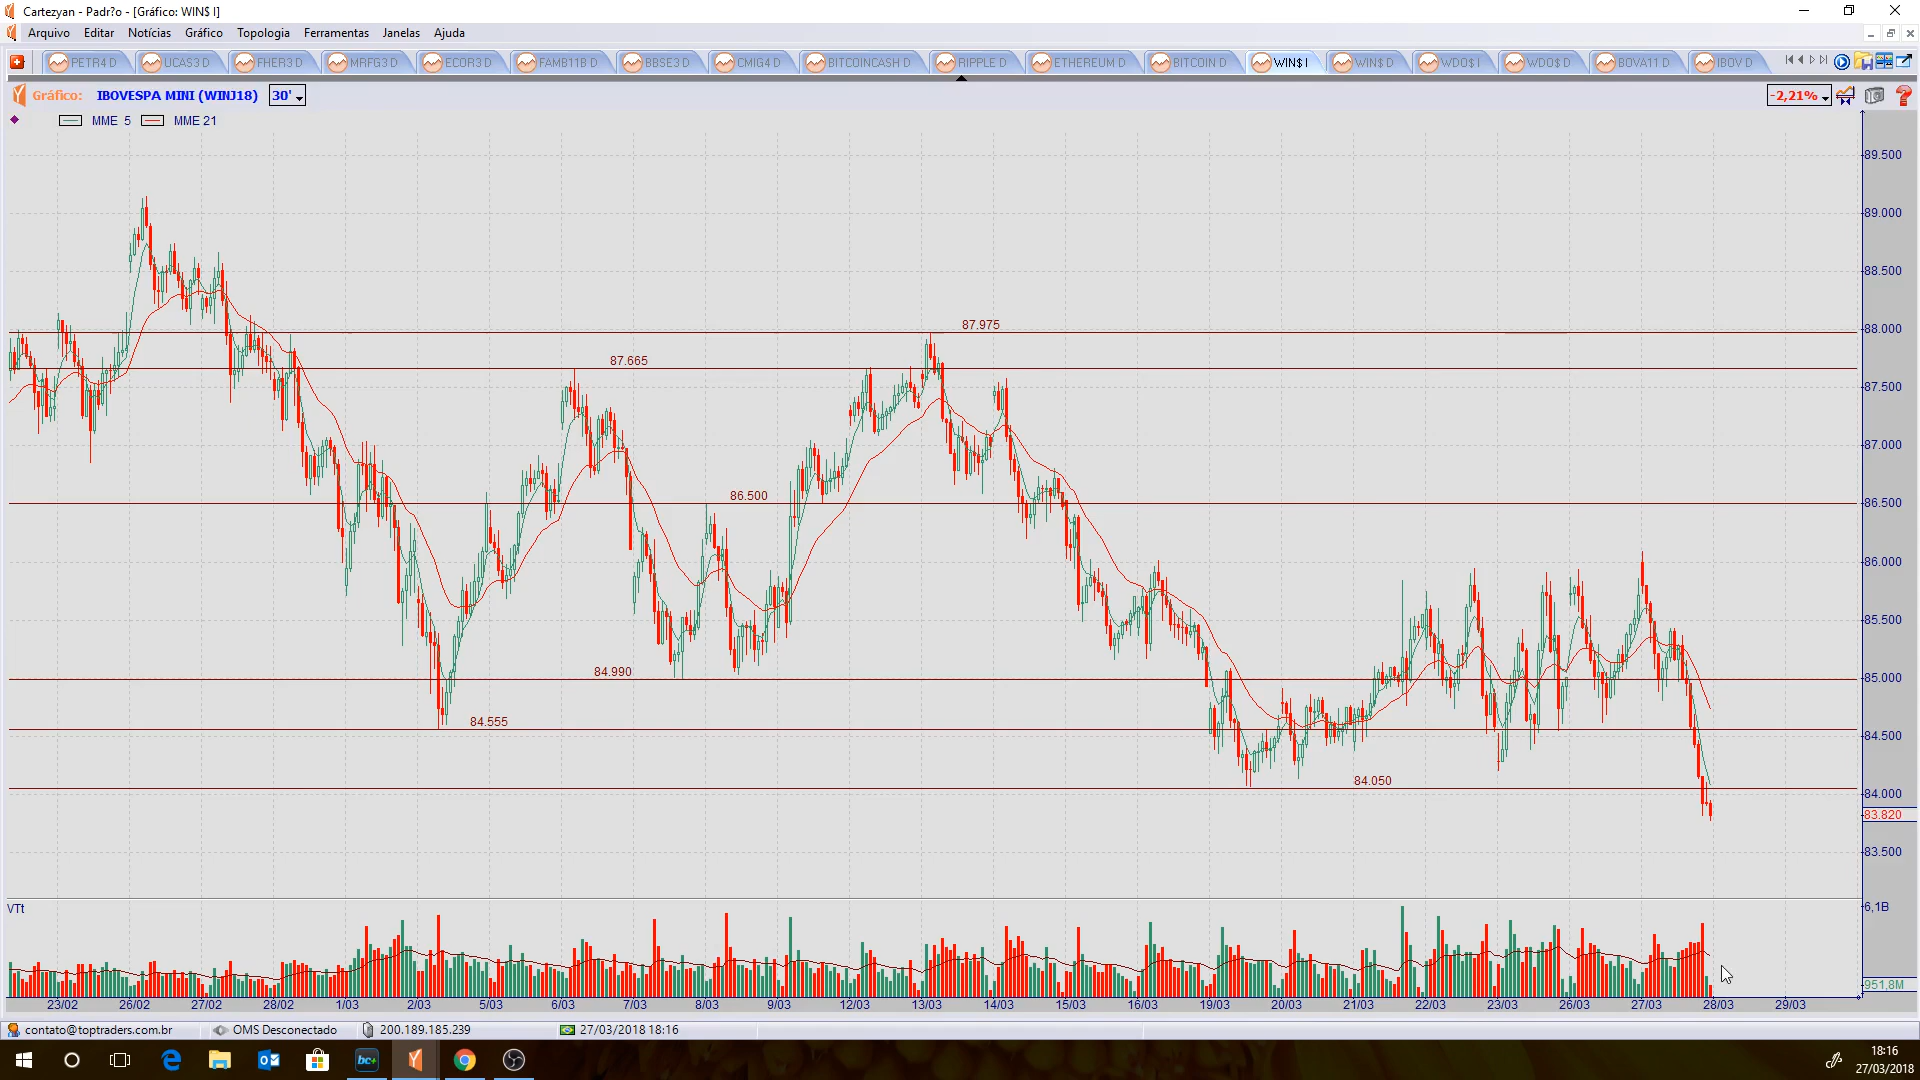 Cartezyan - Padr?o - [Gráfico: WIN$ I]
Arquivo Editar Notícias Gráfico Topologia Ferramentas Janelas Ajuda
PETR4 D UCAS3 D FHER3 D MRFG3 D ECOR3 D FAMB11B D BBSE3 D CMIG4 D BITCOINCASH D RIPPLE D ETHEREUM D BITCOIN D WIN$ I WIN$ D WDO$ I WDO$ D BOVA11 D IBOV D
Gráfico: IBOVESPA MINI (WINJ18) 30' -2,21%
MME 5 MME 21
89.500
89.000
88.500
88.000
87.975
87.665
87.500
87.000
86.500
86.500
86.000
85.500
84.990
85.000
84.555
84.500
84.050
84.000
83.820
83.500
VTt
6,1B
951,8M
23/02 26/02 27/02 28/02 1/03 2/03 5/03 6/03 7/03 8/03 9/03 12/03 13/03 14/03 15/03 16/03 19/03 20/03 21/03 22/03 23/03 26/03 27/03 28/03 29/03
contato@toptraders.com.br OMS Desconectado 200.189.185.239 27/03/2018 18:16
bc+
18:16
27/03/2018